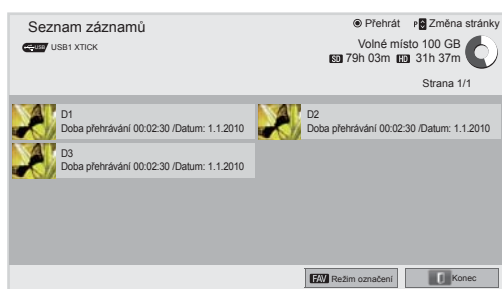 Seznam záznamů
Přehrát P Změna stránky
USB USB1 XTICK
Volné místo 100 GB
SD 79h 03m HD 31h 37m
Strana 1/1
D1
Doba přehrávání 00:02:30 /Datum: 1.1.2010
D2
Doba přehrávání 00:02:30 /Datum: 1.1.2010
D3
Doba přehrávání 00:02:30 /Datum: 1.1.2010
FAV Režim označení
Konec